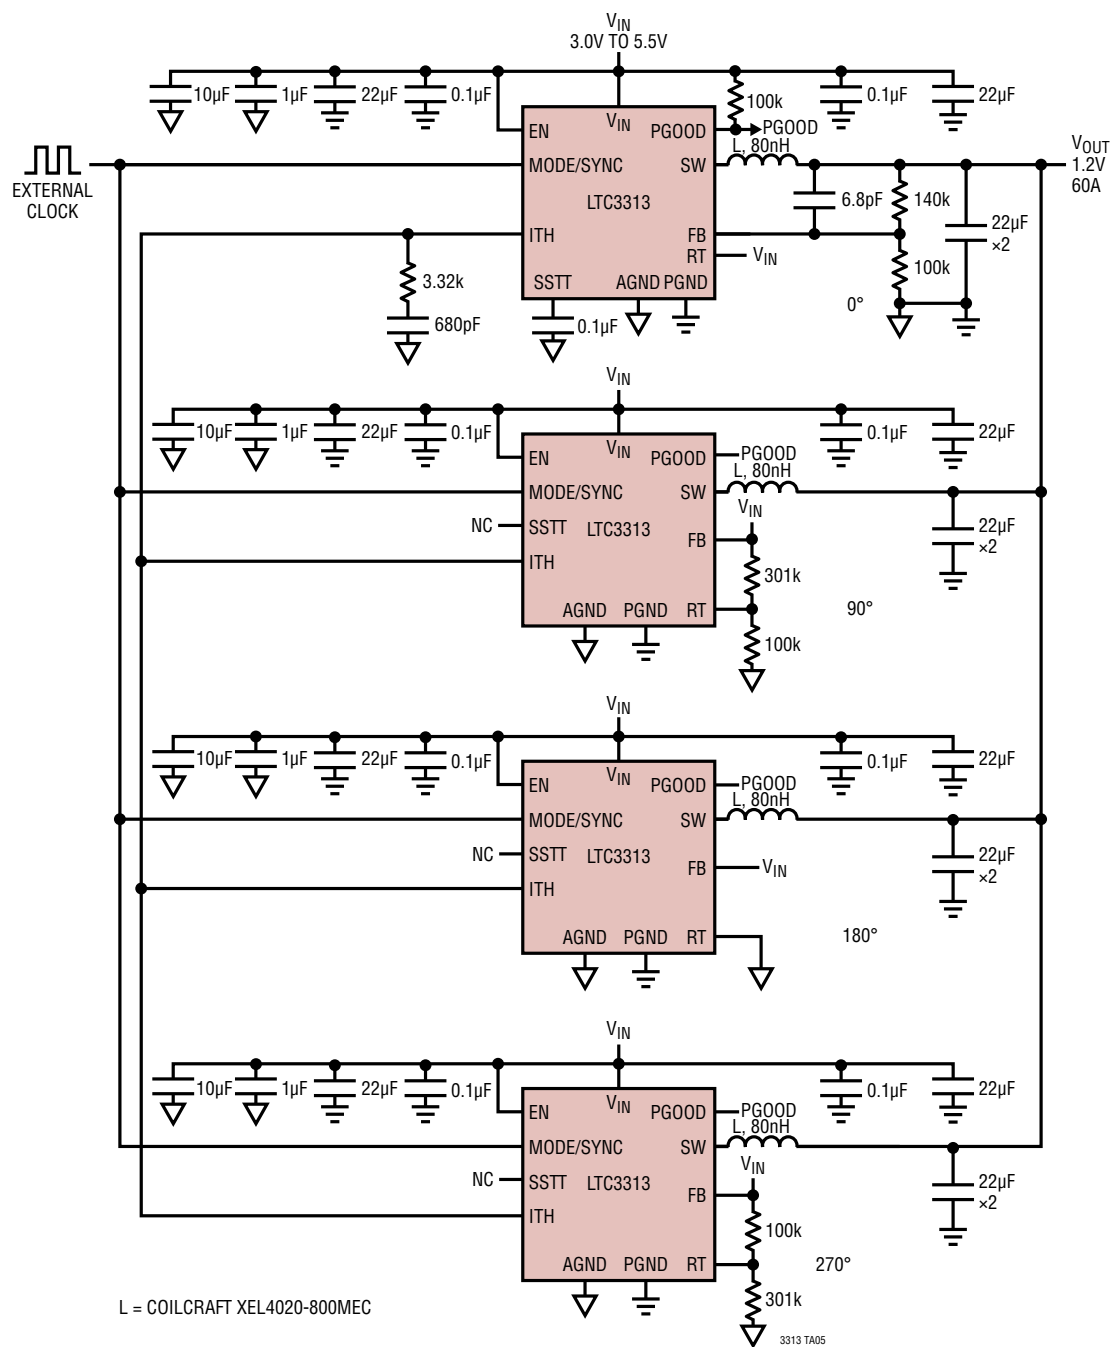 VIN
3.0V TO 5.5V
10µF
1µF
22µF
0.1µF
100k
0.1µF
22µF
VIN
EN
PGOOD
PGOOD
L, 80nH
EXTERNAL
CLOCK
MODE/SYNC
SW
VOUT
1.2V
60A
LTC3313
6.8pF
140k
22µF
×2
ITH
FB
RT
VIN
3.32k
100k
SSTT
AGND
PGND
0°
680pF
0.1µF
VIN
10µF
1µF
22µF
0.1µF
0.1µF
22µF
VIN
EN
PGOOD
PGOOD
L, 80nH
MODE/SYNC
SW
VIN
NC
SSTT
LTC3313
FB
22µF
×2
ITH
301k
AGND
PGND
RT
90°
100k
VIN
10µF
1µF
22µF
0.1µF
0.1µF
22µF
VIN
EN
PGOOD
PGOOD
L, 80nH
MODE/SYNC
SW
NC
SSTT
LTC3313
FB
VIN
22µF
×2
ITH
AGND
PGND
RT
180°
VIN
10µF
1µF
22µF
0.1µF
0.1µF
22µF
VIN
EN
PGOOD
PGOOD
L, 80nH
MODE/SYNC
SW
VIN
NC
SSTT
LTC3313
FB
22µF
×2
ITH
100k
AGND
PGND
RT
270°
301k
L = COILCRAFT XEL4020-800MEC
3313 TA05